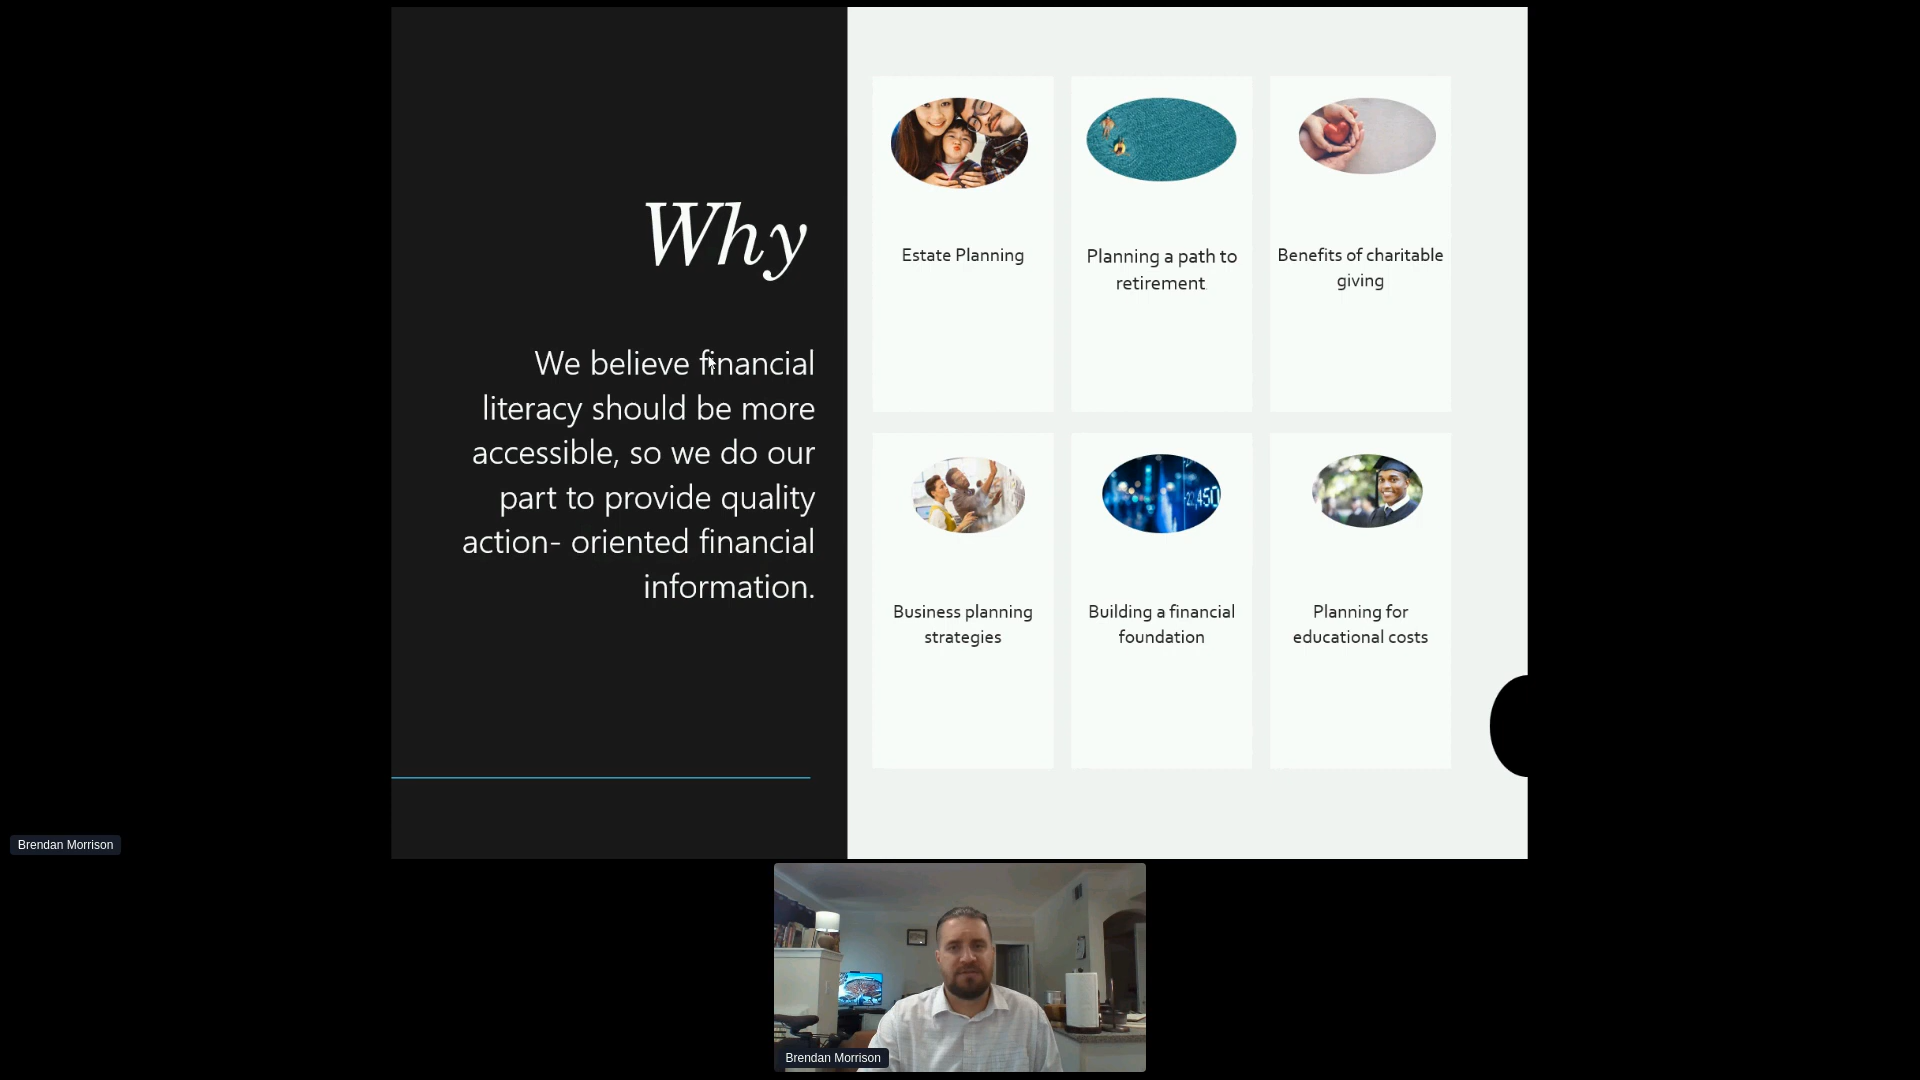 Why
We believe financial
literacy should be more
accessible, so we do our
part to provide quality
action- oriented financial
information.
Estate Planning
Planning a path to
retirement
Benefits of charitable
giving
Business planning
strategies
450
Building a financial
foundation
Planning for
educational costs
Brendan Morrison
Brendan Morrison